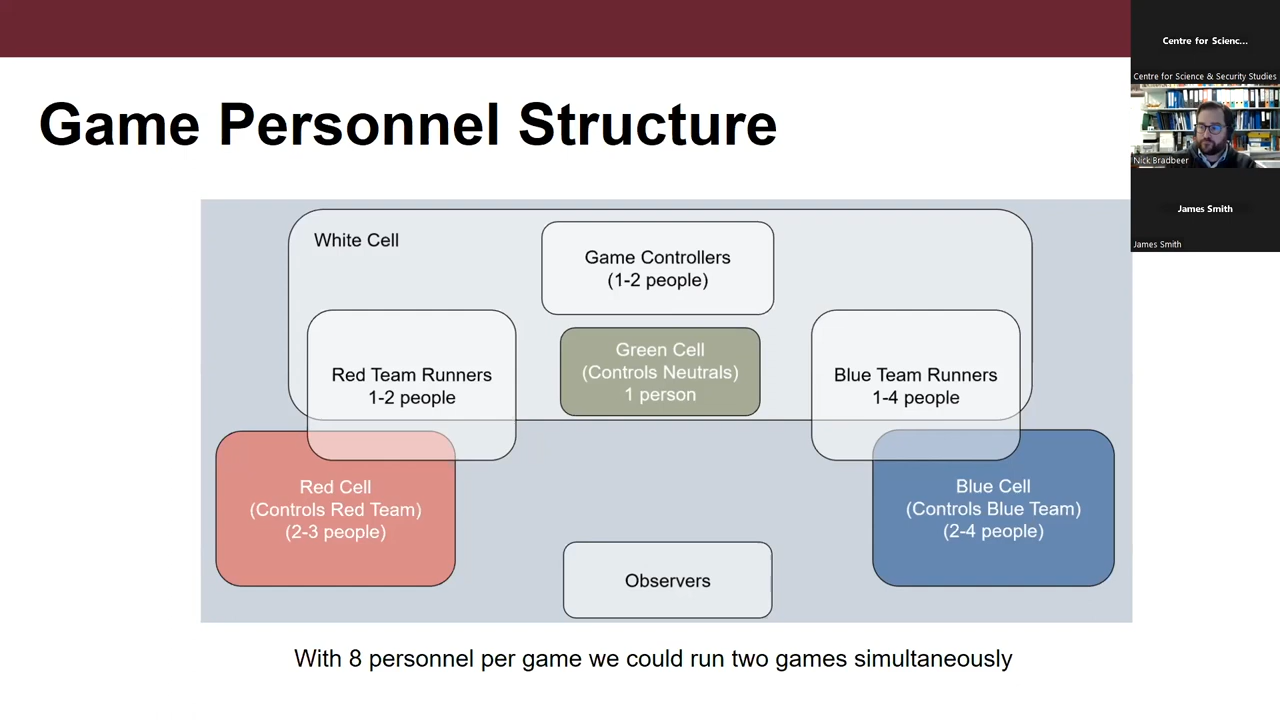 Game Personnel Structure
White Cell
Game Controllers
(1-2 people)
Red Team Runners
1-2 people
Green Cell
(Controls Neutrals)
1 person
Blue Team Runners
1-4 people
Red Cell
(Controls Red Team)
(2-3 people)
Blue Cell
(Controls Blue Team)
(2-4 people)
Observers
With 8 personnel per game we could run two games simultaneously
Centre for Scienc...
Centre for Science & Security Studies
Nick Bradbeer
James Smith
James Smith